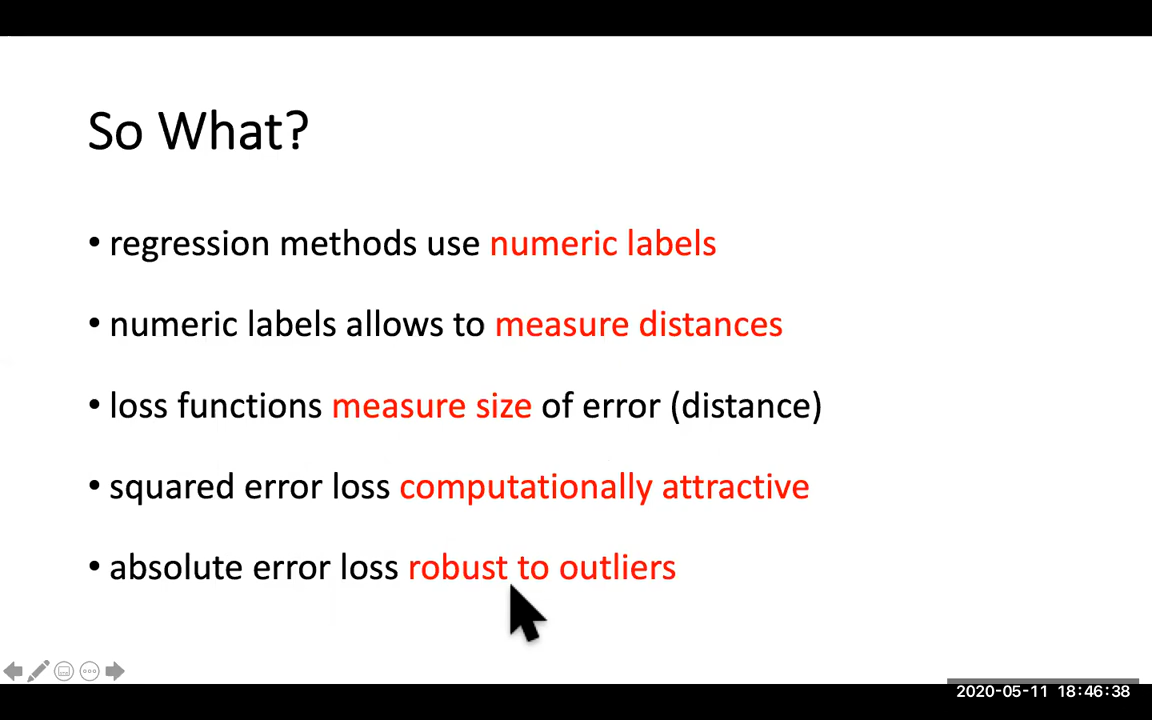 So What?
• regression methods use numeric labels
• numeric labels allows to measure distances
• loss functions measure size of error (distance)
• squared error loss computationally attractive
• absolute error loss robust to outliers
2020-05-11 18:46:38